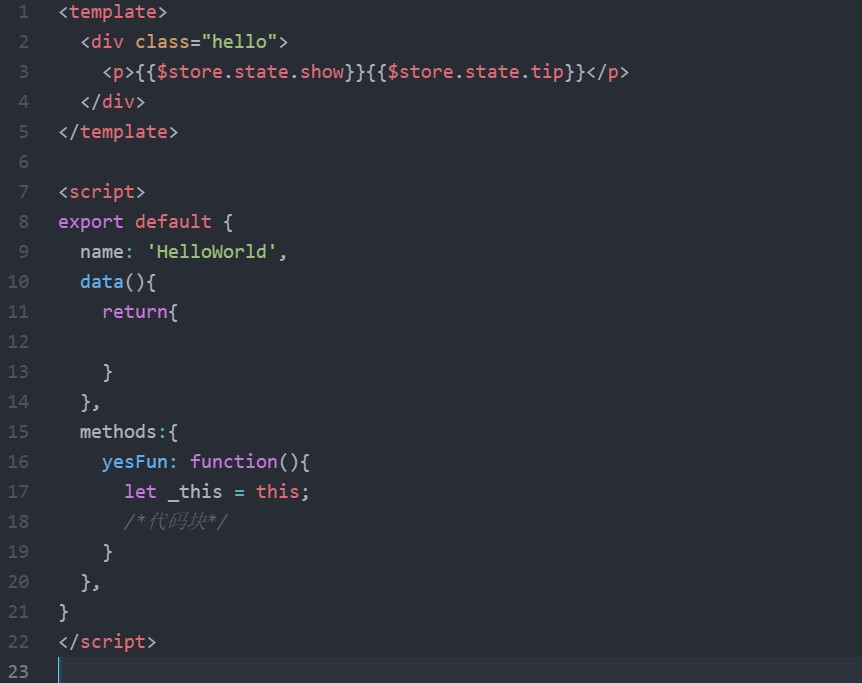 1 <template>
2   <div class="hello">
3     <p>{{$store.state.show}}{{$store.state.tip}}</p>
4   </div>
5 </template>
6
7 <script>
8 export default {
9   name: 'HelloWorld',
10   data(){
11     return{
12
13     }
14   },
15   methods:{
16     yesFun: function(){
17       let _this = this;
18       /*代码块*/
19     }
20   },
21 }
22 </script>
23